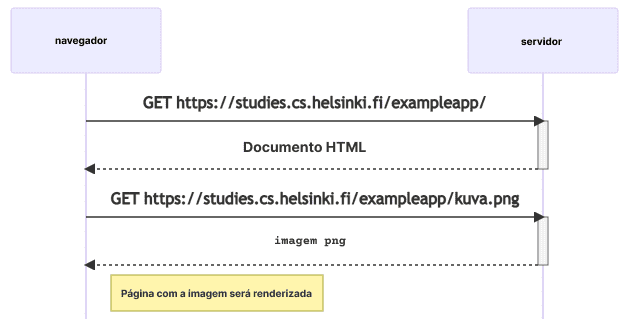 navegador
servidor
GET https://studies.cs.helsinki.fi/exampleapp/
Documento HTML
GET https://studies.cs.helsinki.fi/exampleapp/kuva.png
imagem png
Página com a imagem será renderizada